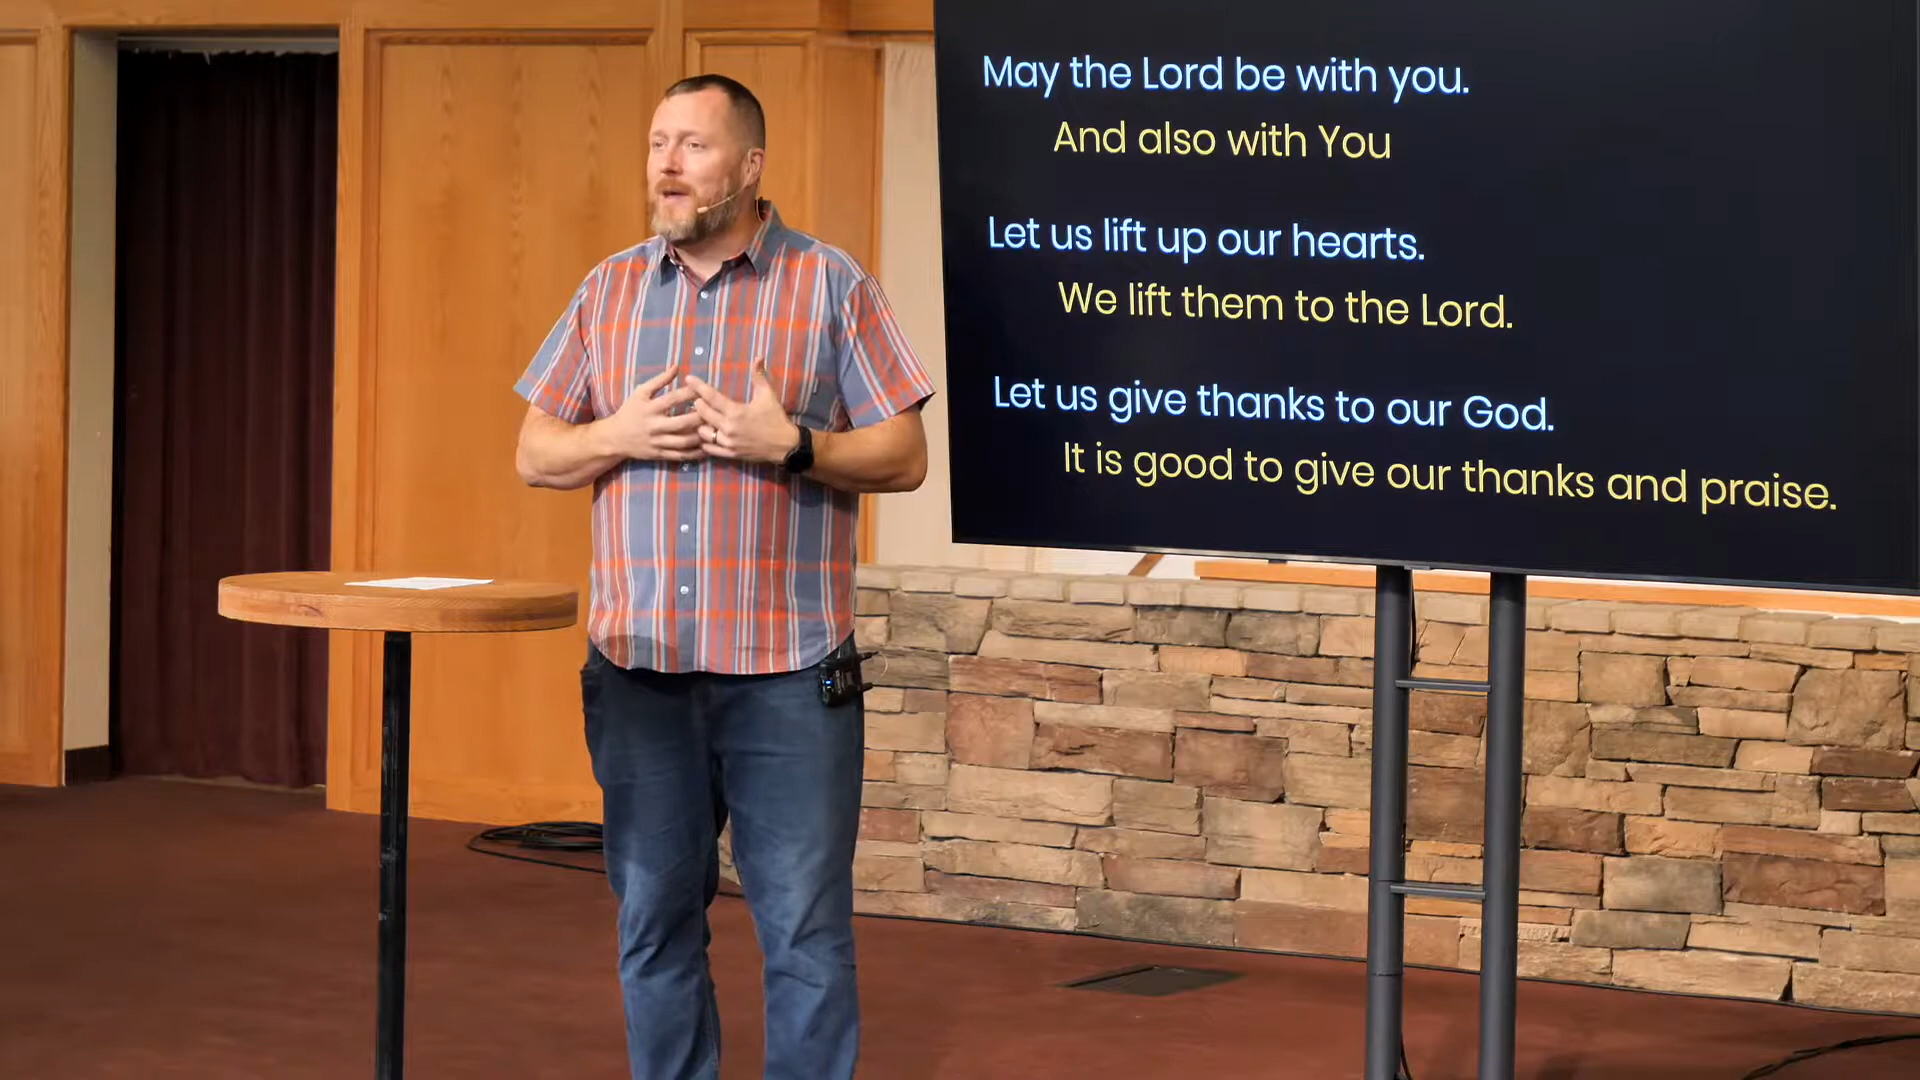 May the Lord be with you.
And also with You
Let us lift up our hearts.
We lift them to the Lord.
Let us give thanks to our God.
It is good to give our thanks and praise.